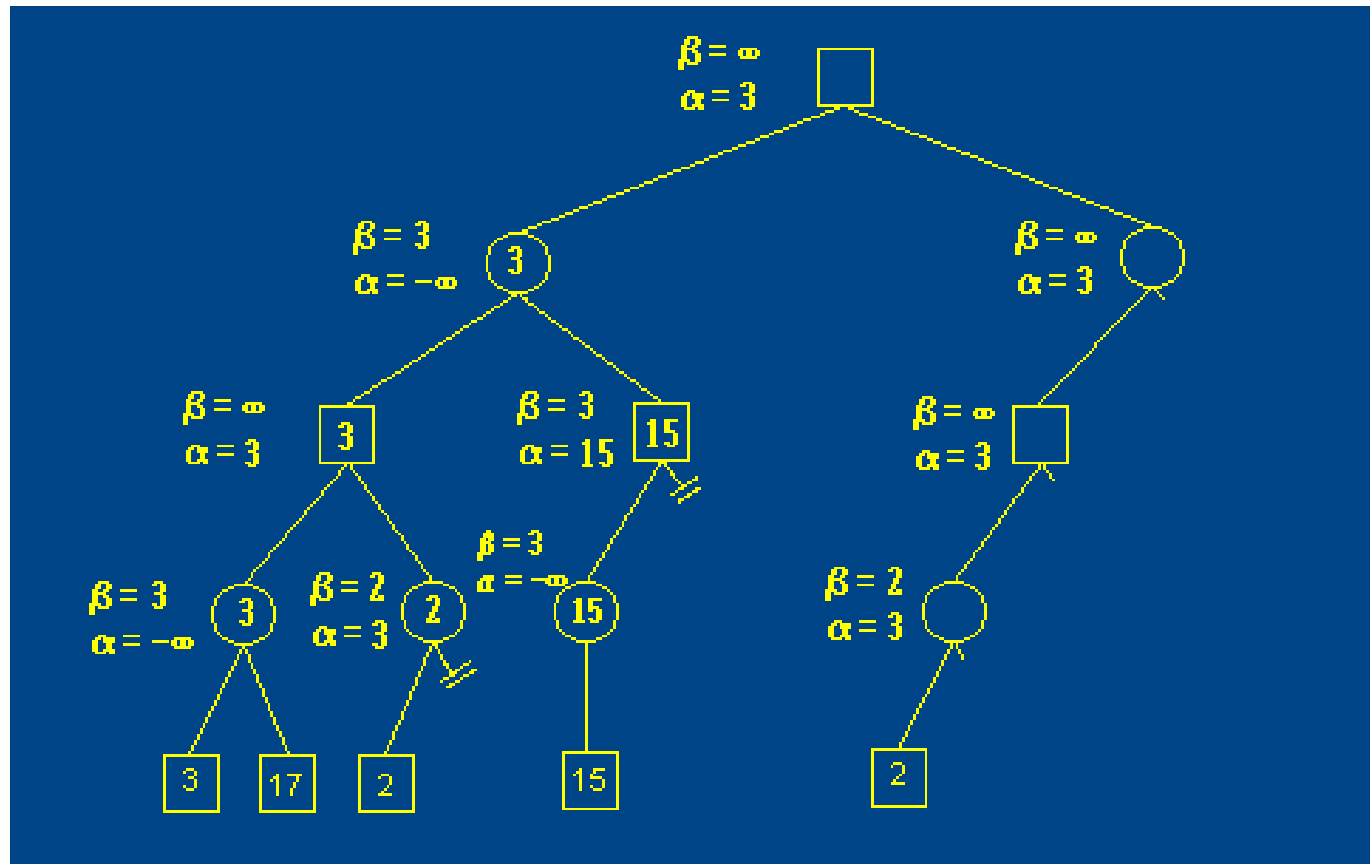 β = ∞
α = 3
β = 3
α = −∞
3
β = ∞
α = 3
β = ∞
α = 3
3
β = 3
α = 15
15
β = ∞
α = 3
β = 3
α = −∞
3
β = 2
α = 3
2
β = 3
α = −∞
15
β = 2
α = 3
3
17
2
15
2